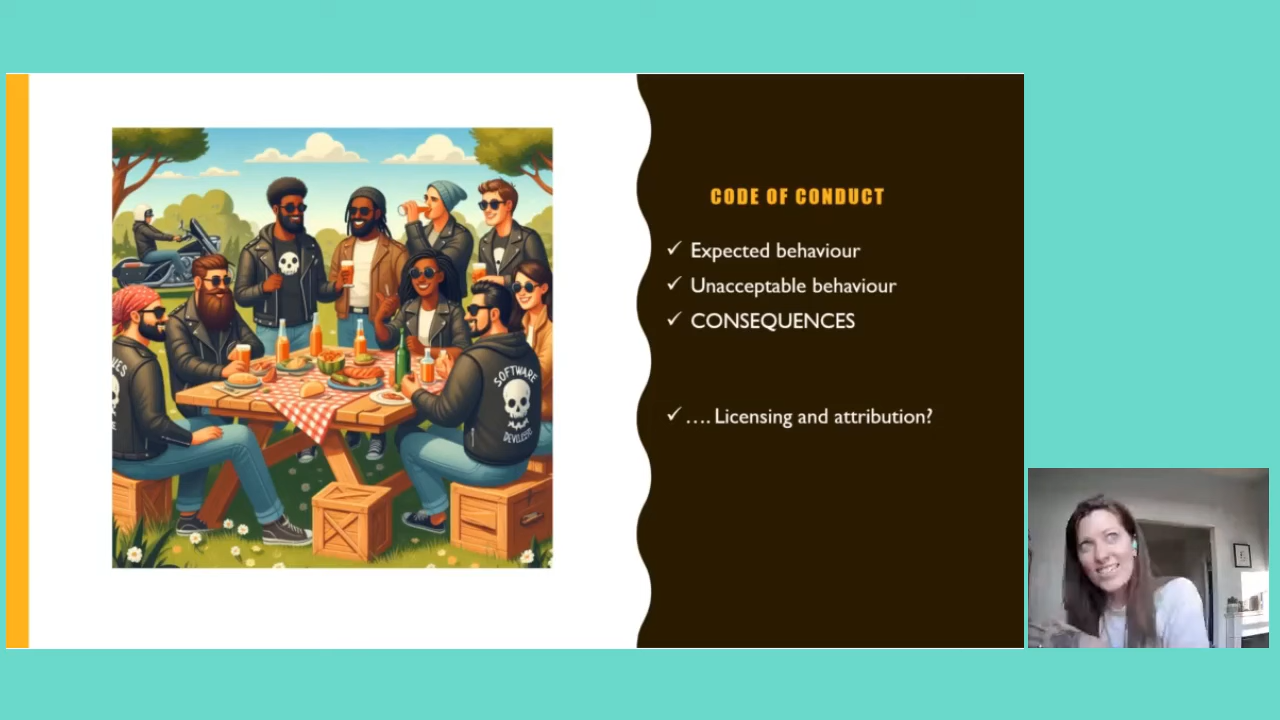 CODE OF CONDUCT
✓ Expected behaviour
✓ Unacceptable behaviour
✓ CONSEQUENCES
✓ .... Licensing and attribution?
SOFTWARE